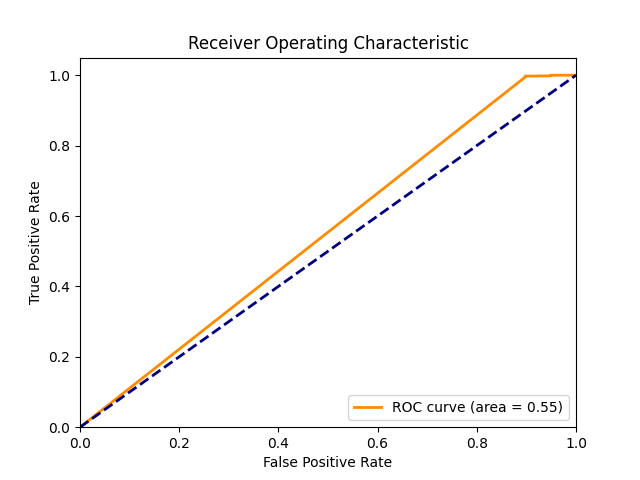 Receiver Operating Characteristic
1.0
0.8
0.6
0.4
0.2
0.0
True Positive Rate
ROC curve (area = 0.55)
0.0 0.2 0.4 0.6 0.8 1.0
False Positive Rate